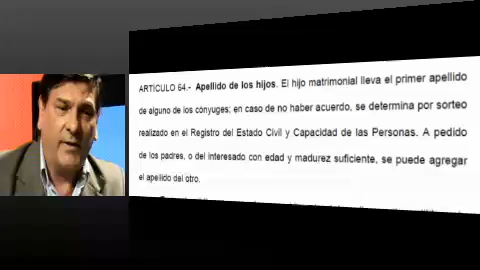 ARTÍCULO 64.- Apellido de los hijos. El hijo matrimonial lleva el primer apellido
de alguno de los cónyuges; en caso de no haber acuerdo, se determina por sorteo
realizado en el Registro del Estado Civil y Capacidad de las Personas. A pedido
de los padres, o del interesado con edad y madurez suficiente, se puede agregar
el apellido del otro.